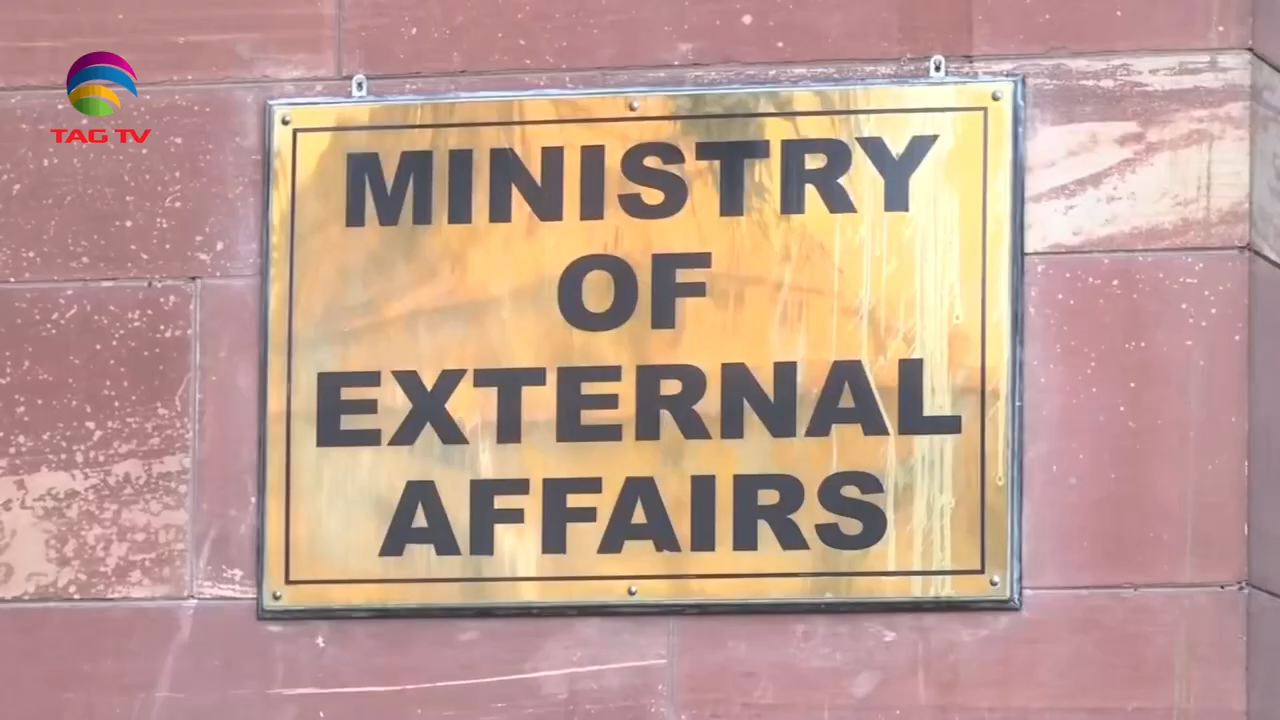 TAG TV
MINISTRY
OF
EXTERNAL
AFFAIRS